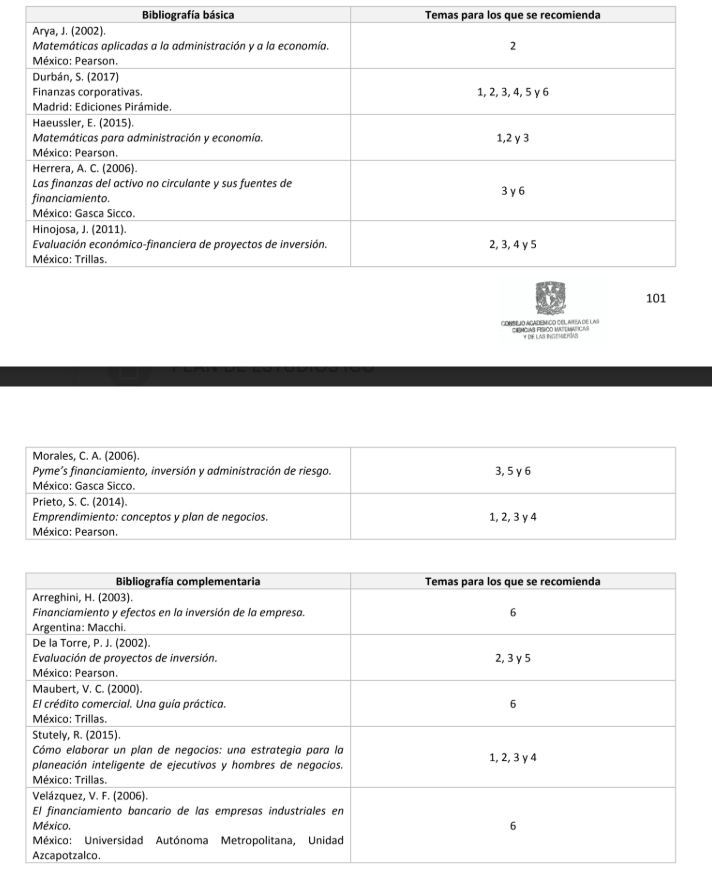 Bibliografía básica Temas para los que se recomienda
Arya, J. (2002).
Matemáticas aplicadas a la administración y a la economía.
México: Pearson.
2
Durbán, S. (2017)
Finanzas corporativas.
Madrid: Ediciones Pirámide.
1, 2, 3, 4, 5 y 6
Haeussler, E. (2015).
Matemáticas para administración y economía.
México: Pearson.
1,2 y 3
Herrera, A. C. (2006).
Las finanzas del activo no circulante y sus fuentes de
financiamiento.
México: Gasca Sicco.
3 y 6
Hinojosa, J. (2011).
Evaluación económico-financiera de proyectos de inversión.
México: Trillas.
2, 3, 4 y 5
101
CONSEJO ACADEMICO DEL AREA DE LAS
CIENCIAS FISICO MATEMATICAS
Y DE LAS INGENIERÍAS
Morales, C. A. (2006).
Pyme's financiamiento, inversión y administración de riesgo.
México: Gasca Sicco.
3, 5 y 6
Prieto, S. C. (2014).
Emprendimiento: conceptos y plan de negocios.
México: Pearson.
1, 2, 3 y 4
Bibliografía complementaria Temas para los que se recomienda
Arreghini, H. (2003).
Financiamiento y efectos en la inversión de la empresa.
Argentina: Macchi.
6
De la Torre, P. J. (2002).
Evaluación de proyectos de inversión.
México: Pearson.
2, 3 y 5
Maubert, V. C. (2000).
El crédito comercial. Una guía práctica.
México: Trillas.
6
Stutely, R. (2015).
Cómo elaborar un plan de negocios: una estrategia para la
planeación inteligente de ejecutivos y hombres de negocios.
México: Trillas.
1, 2, 3 y 4
Velázquez, V. F. (2006).
El financiamiento bancario de las empresas industriales en
México.
México: Universidad Autónoma Metropolitana, Unidad
Azcapotzalco.
6